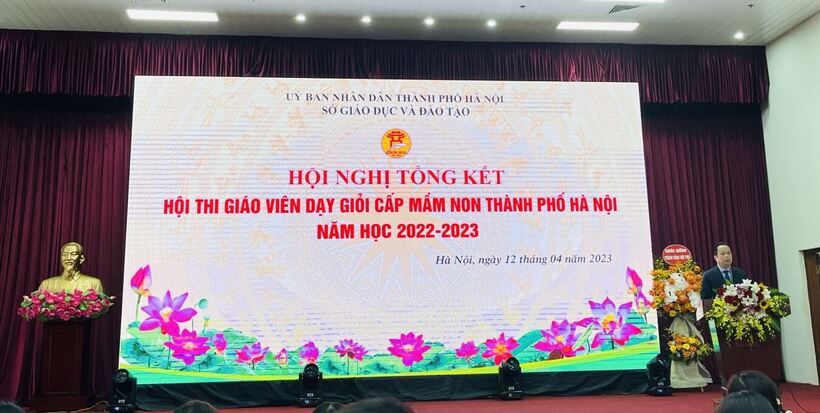 UỶ BAN NHÂN DÂN THÀNH PHỐ HÀ NỘI
SỞ GIÁO DỤC VÀ ĐÀO TẠO
HỘI NGHỊ TỔNG KẾT
HỘI THI GIÁO VIÊN DẠY GIỎI CẤP MẦM NON THÀNH PHỐ HÀ NỘI
NĂM HỌC 2022-2023
Hà Nội, ngày 12 tháng 04 năm 2023